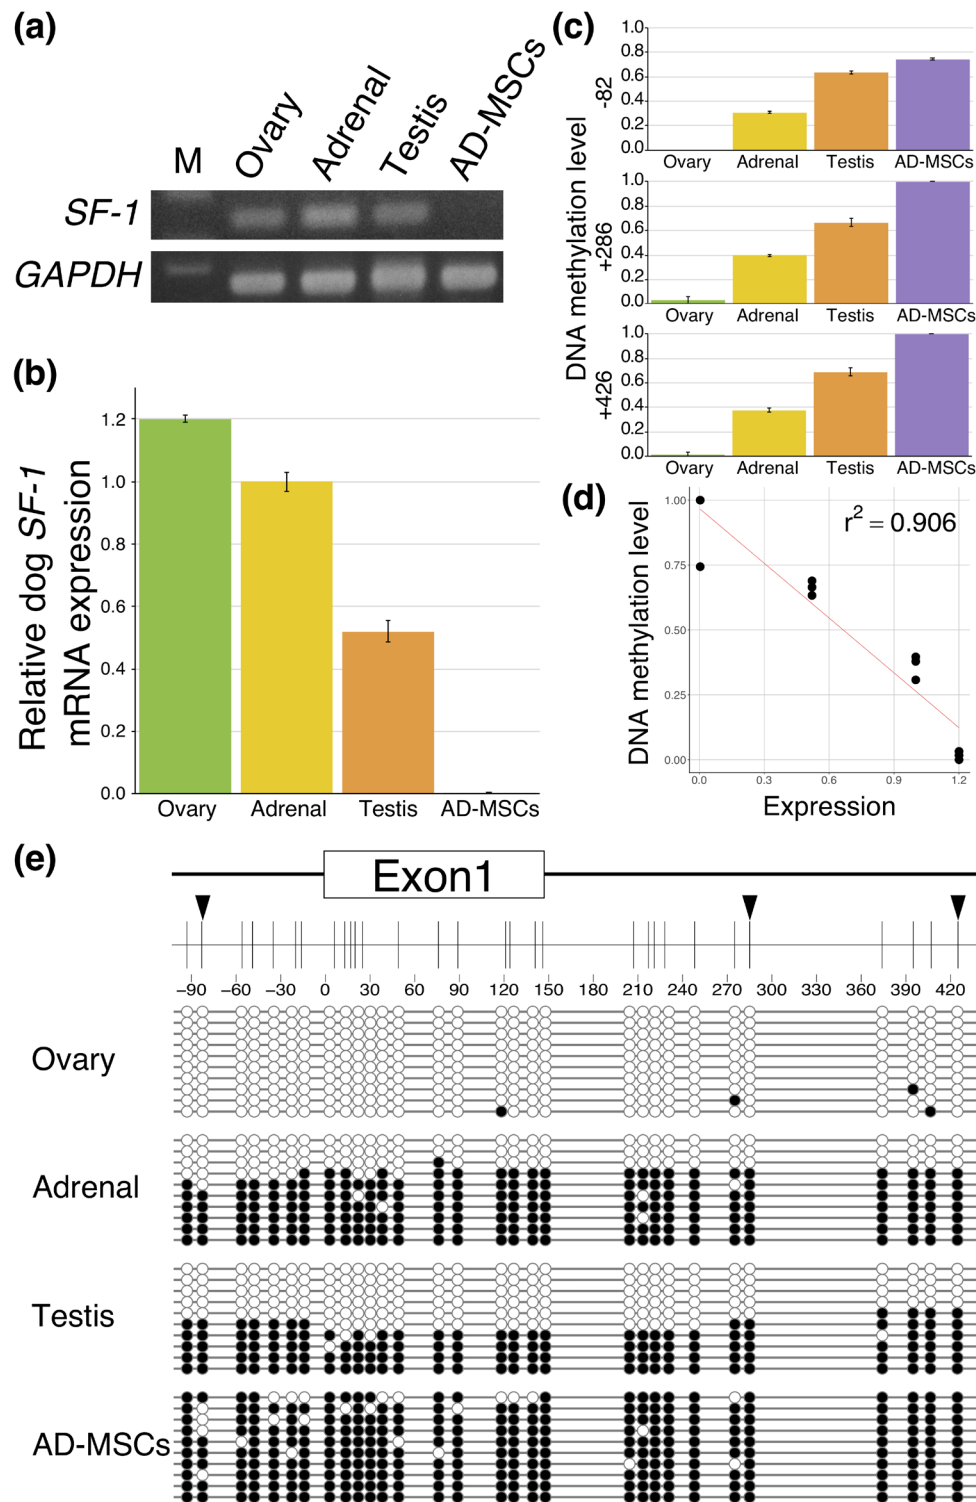 (a)
M
Ovary
Adrenal
Testis
AD-MSCs
SF-1
GAPDH
(b)
Relative dog SF-1
mRNA expression
1.2
1.0
0.8
0.6
0.4
0.2
0.0
Ovary Adrenal Testis AD-MSCs
(c)
DNA methylation level
-82
1.0
0.8
0.6
0.4
0.2
0.0
Ovary Adrenal Testis AD-MSCs
+286
1.0
0.8
0.6
0.4
0.2
0.0
Ovary Adrenal Testis AD-MSCs
+426
1.0
0.8
0.6
0.4
0.2
0.0
Ovary Adrenal Testis AD-MSCs
(d)
DNA methylation level
1.00
0.75
0.50
0.25
0.00
r² = 0.906
0.0 0.3 0.6 0.9 1.2
Expression
(e)
Exon1
−90 −60 −30 0 30 60 90 120 150 180 210 240 270 300 330 360 390 420
Ovary
Adrenal
Testis
AD-MSCs